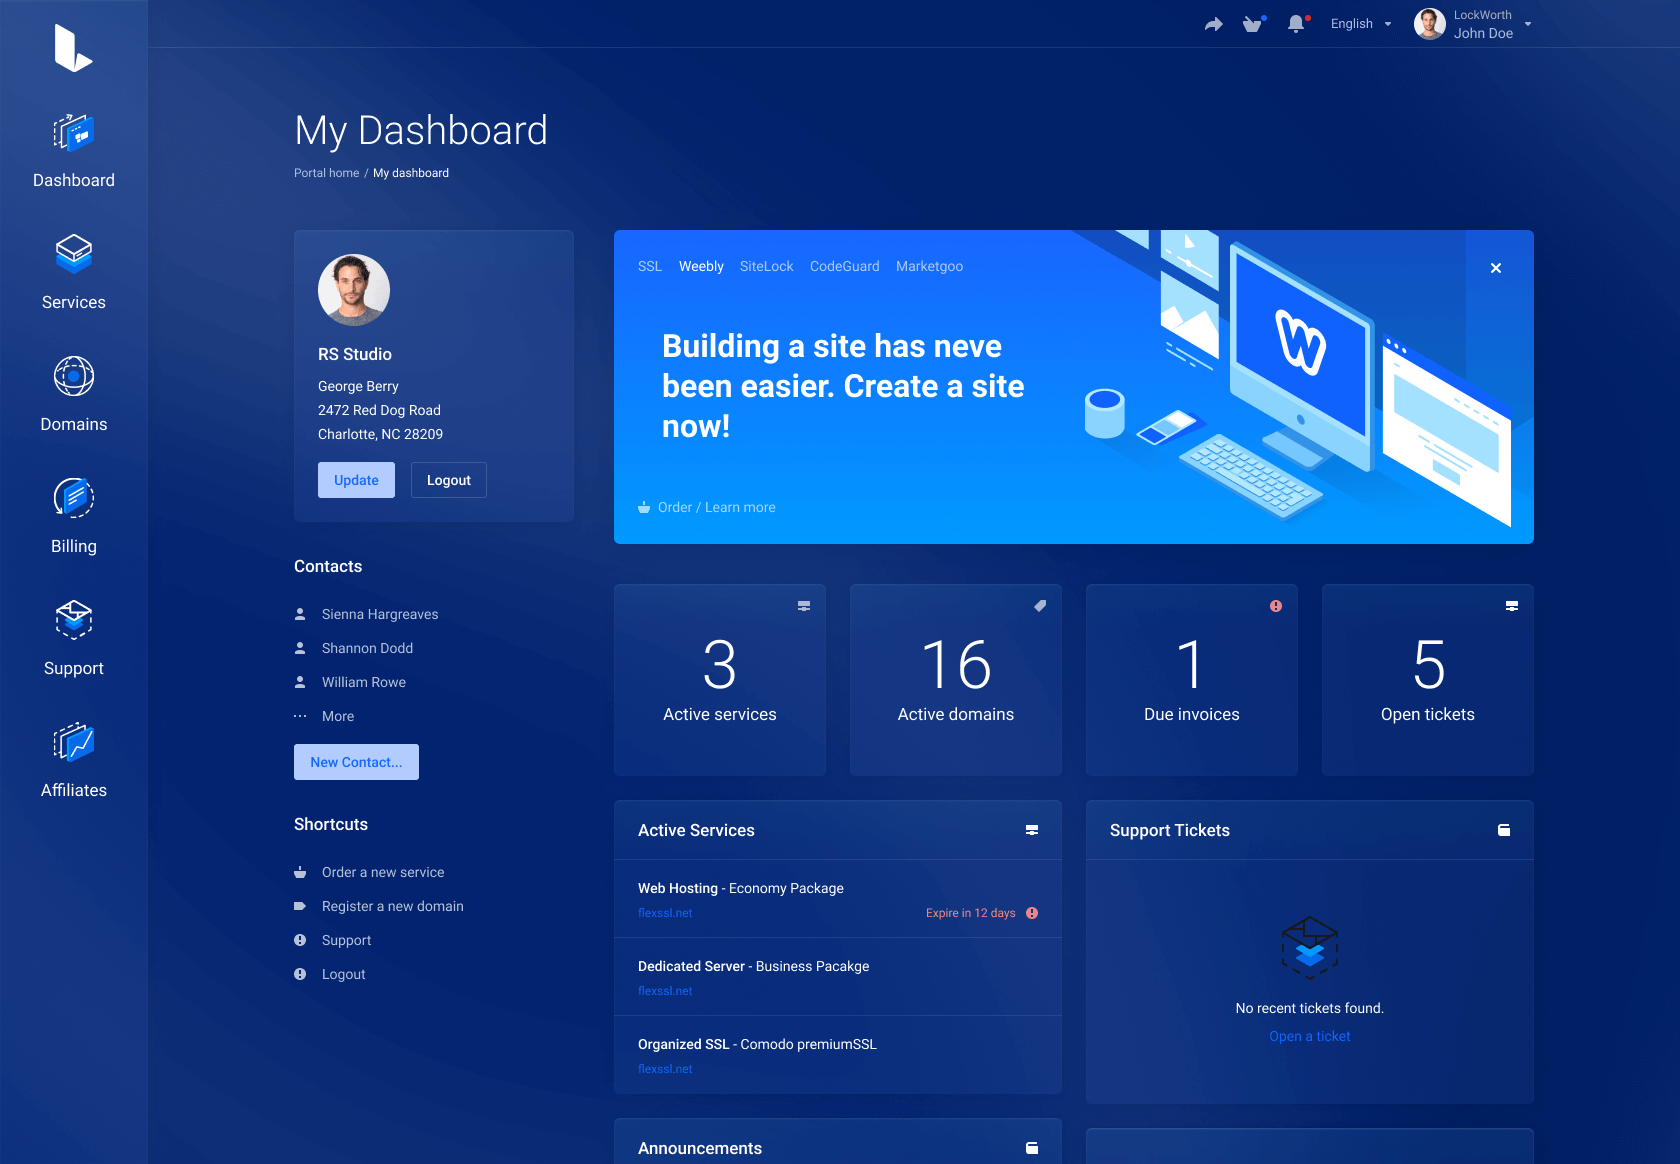 LockWorth
English
John Doe
Dashboard
Services
Domains
Billing
Support
Affiliates
My Dashboard
Portal home / My dashboard
RS Studio
George Berry
2472 Red Dog Road
Charlotte, NC 28209
Update
Logout
Contacts
Sienna Hargreaves
Shannon Dodd
William Rowe
More
New Contact...
Shortcuts
Order a new service
Register a new domain
Support
Logout
SSL Weebly SiteLock CodeGuard Marketgoo
Building a site has neve
been easier. Create a site
now!
Order / Learn more
W
3
Active services
16
Active domains
1
Due invoices
5
Open tickets
Active Services
Web Hosting - Economy Package
flexssl.net
Expire in 12 days
Dedicated Server - Business Pacakge
flexssl.net
Organized SSL - Comodo premiumSSL
flexssl.net
Support Tickets
No recent tickets found.
Open a ticket
Announcements